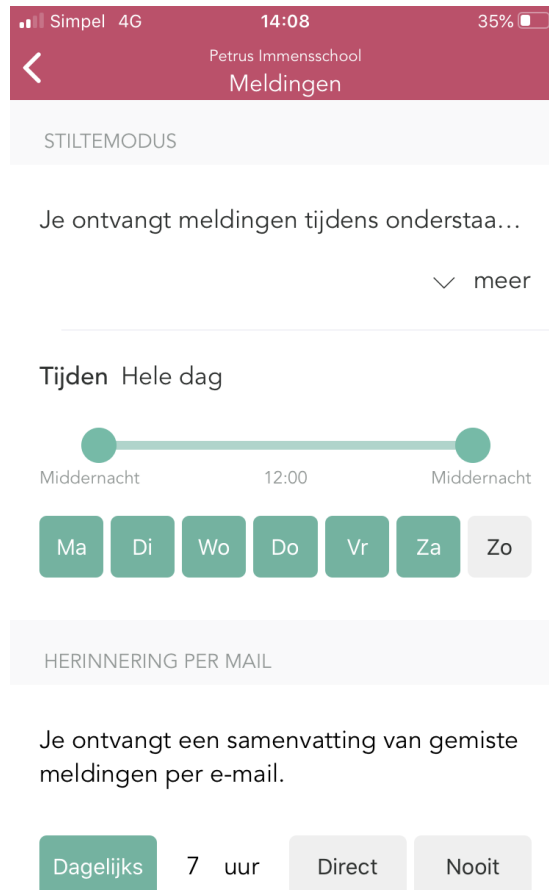 Simpel 4G 14:08 35%
Petrus Immensschool
Meldingen
STILTEMODUS
Je ontvangt meldingen tijdens onderstaa...
meer
Tijden Hele dag
Middernacht 12:00 Middernacht
Ma Di Wo Do Vr Za Zo
HERINNERING PER MAIL
Je ontvangt een samenvatting van gemiste
meldingen per e-mail.
Dagelijks 7 uur Direct Nooit